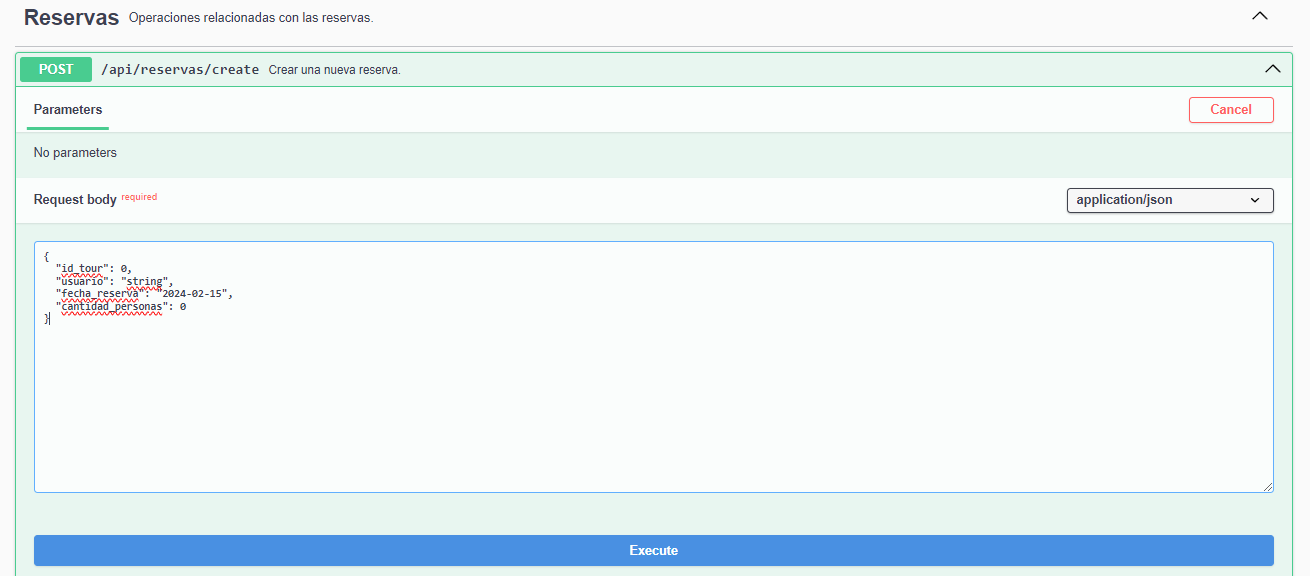 Reservas Operaciones relacionadas con las reservas.
POST /api/reservas/create Crear una nueva reserva.
Parameters Cancel
No parameters
Request body required application/json
{
  "id_tour": 0,
  "usuario": "string",
  "fecha_reserva": "2024-02-15",
  "cantidad_personas": 0
}
Execute